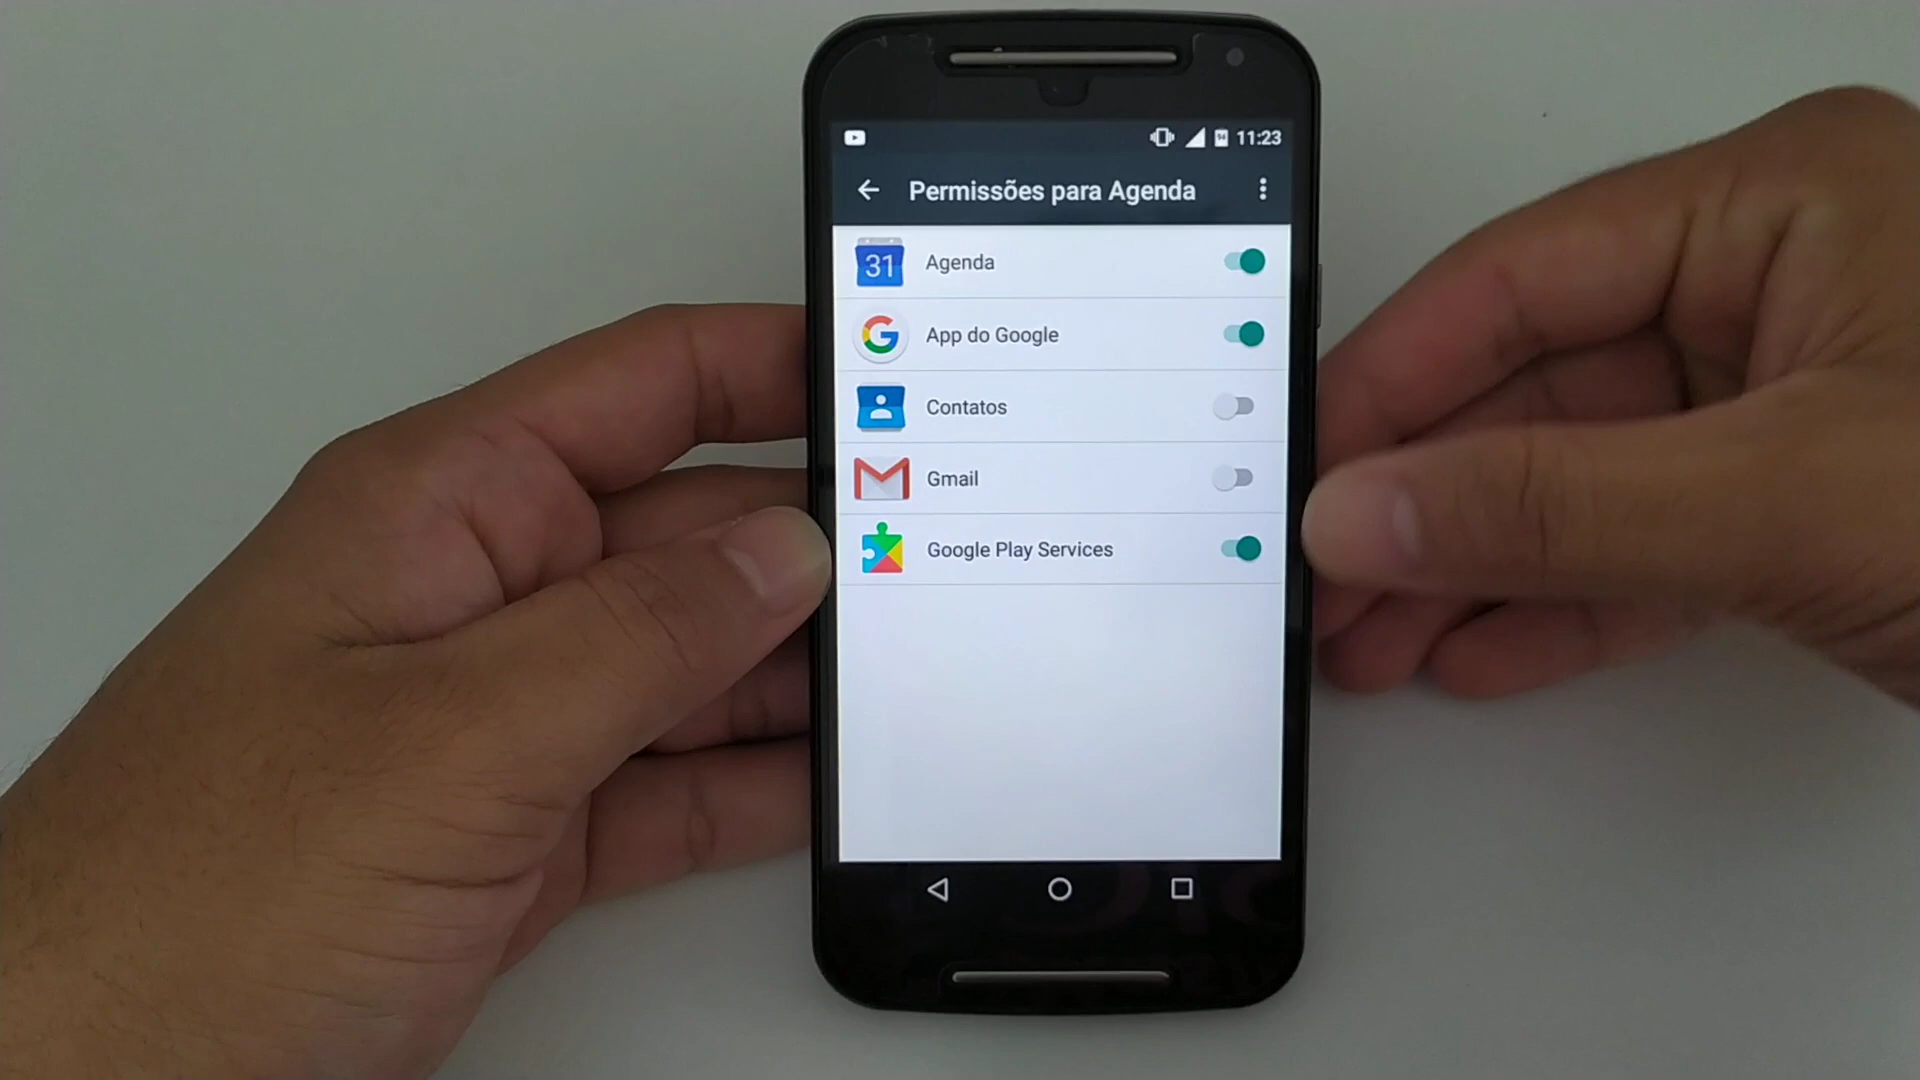 11:23
Permissões para Agenda
31 Agenda
App do Google
Contatos
Gmail
Google Play Services